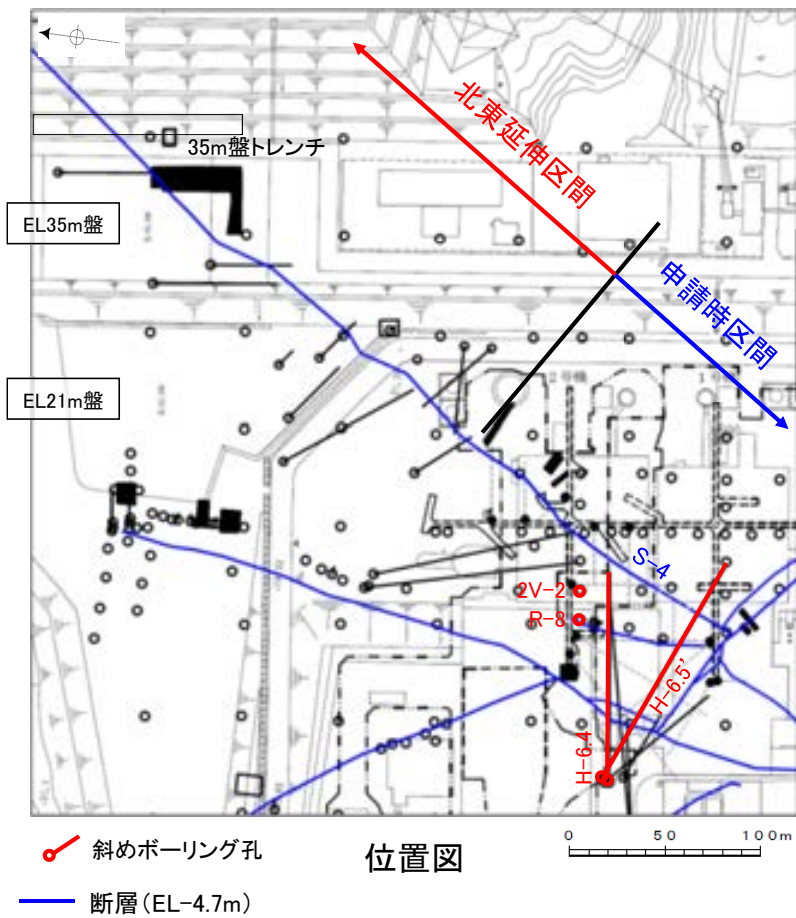 北東延伸区間
35m盤トレンチ
EL35m盤
申請時区間
EL21m盤
2号機
S-4
2V-2
R-8
H-6.5’
H-6.4
斜めボーリング孔
位置図
0 50 100m
断層(EL-4.7m)